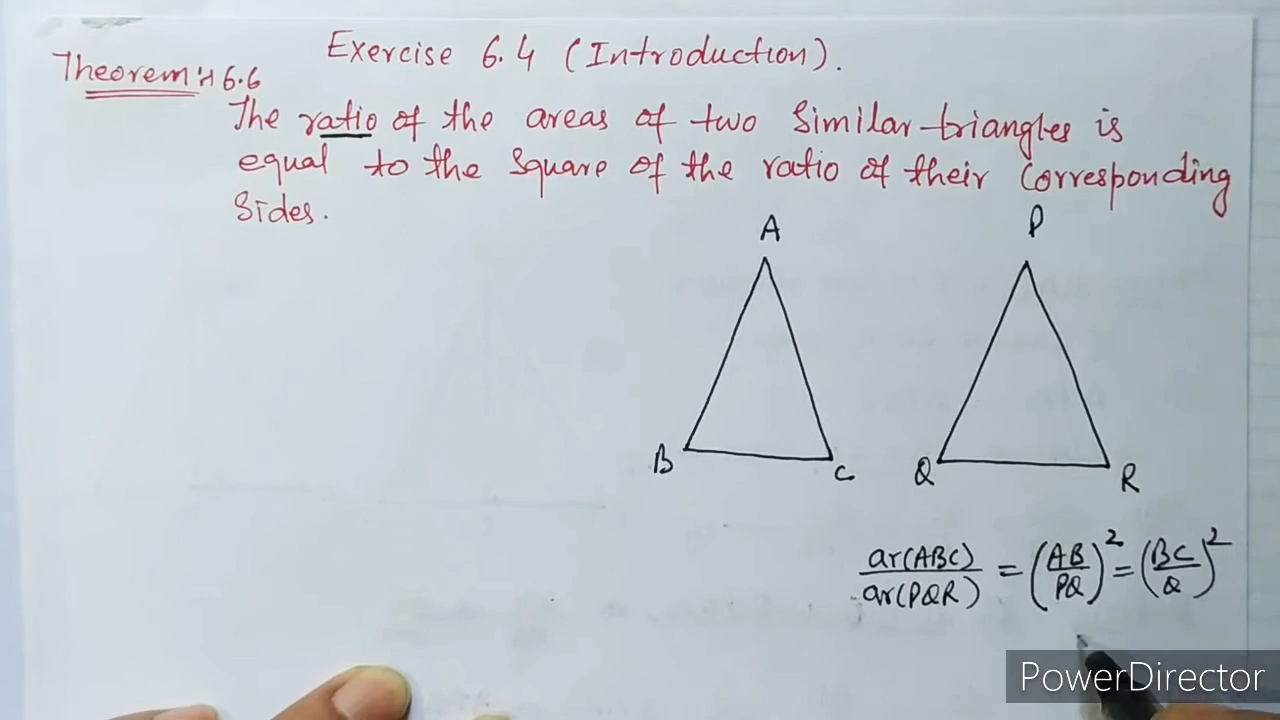 Exercise 6.4 (Introduction).
Theorem:- 6.6
The ratio of the areas of two similar triangles is
equal to the square of the ratio of their Corresponding
Sides.
A
P
B
C
Q
R
ar(ABC)/ar(PQR) = (AB/PQ)² = (BC/Q)²
PowerDirector